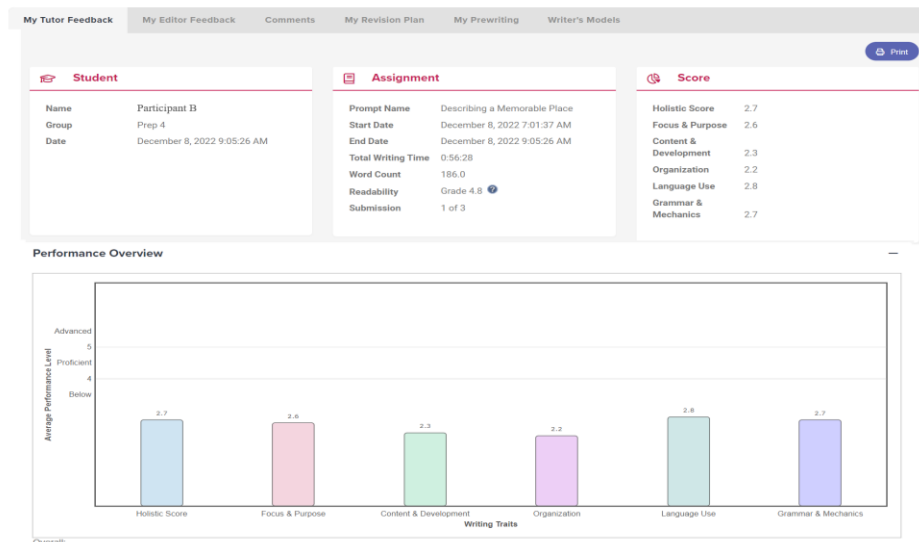 My Tutor Feedback My Editor Feedback Comments My Revision Plan My Prewriting Writer's Models
Print
Student
Name Participant B
Group Prep 4
Date December 8, 2022 9:05:26 AM
Assignment
Prompt Name Describing a Memorable Place
Start Date December 8, 2022 7:01:37 AM
End Date December 8, 2022 9:05:26 AM
Total Writing Time 0:56:28
Word Count 186.0
Readability Grade 4.8 ?
Submission 1 of 3
Score
Holistic Score 2.7
Focus & Purpose 2.6
Content &
Development 2.3
Organization 2.2
Language Use 2.8
Grammar &
Mechanics 2.7
Performance Overview
Average Performance Level
Advanced
5
Proficient
4
Below
2.7 2.6 2.3 2.2 2.8 2.7
Holistic Score Focus & Purpose Content & Development Organization Language Use Grammar & Mechanics
Writing Traits